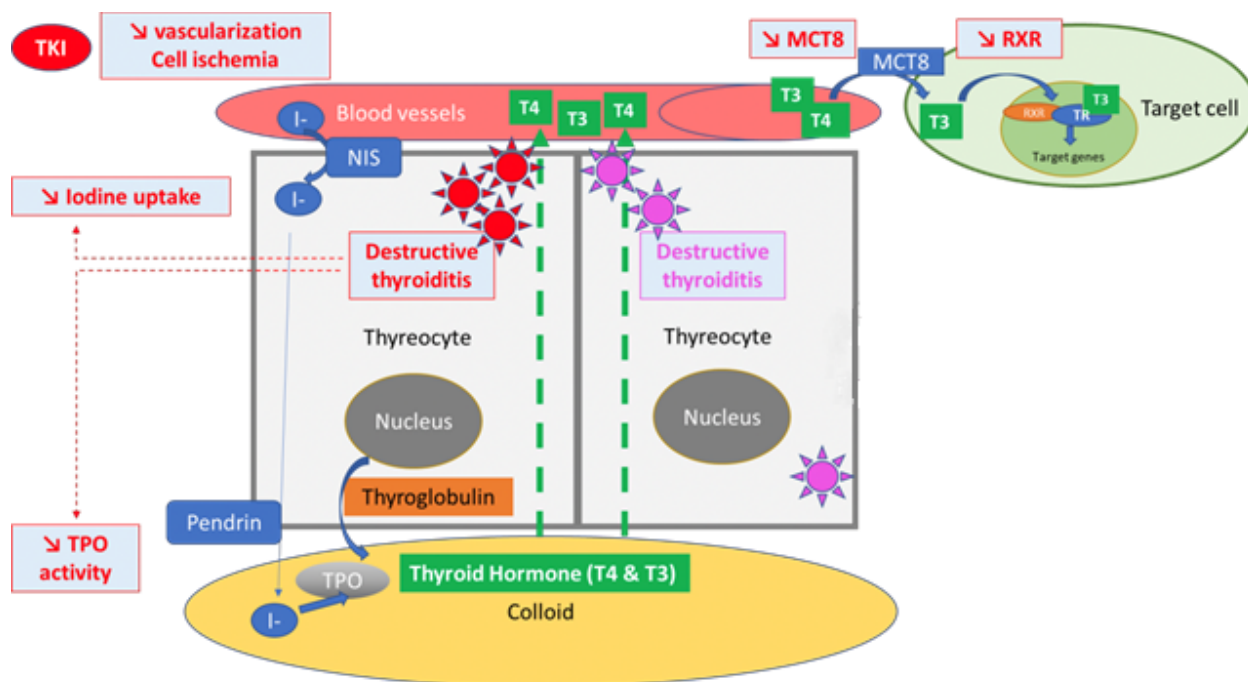 TKI
↘ vascularization
Cell ischemia
↘ MCT8
MCT8
↘ RXR
I-
Blood vessels
T4
T3
T4
T3
T4
T3
T3
RXR
TR
Target genes
Target cell
NIS
I-
↘ Iodine uptake
Destructive
thyroiditis
Destructive
thyroiditis
Thyreocyte
Thyreocyte
Nucleus
Nucleus
Thyroglobulin
Pendrin
↘ TPO
activity
TPO
Thyroid Hormone (T4 & T3)
I-
Colloid